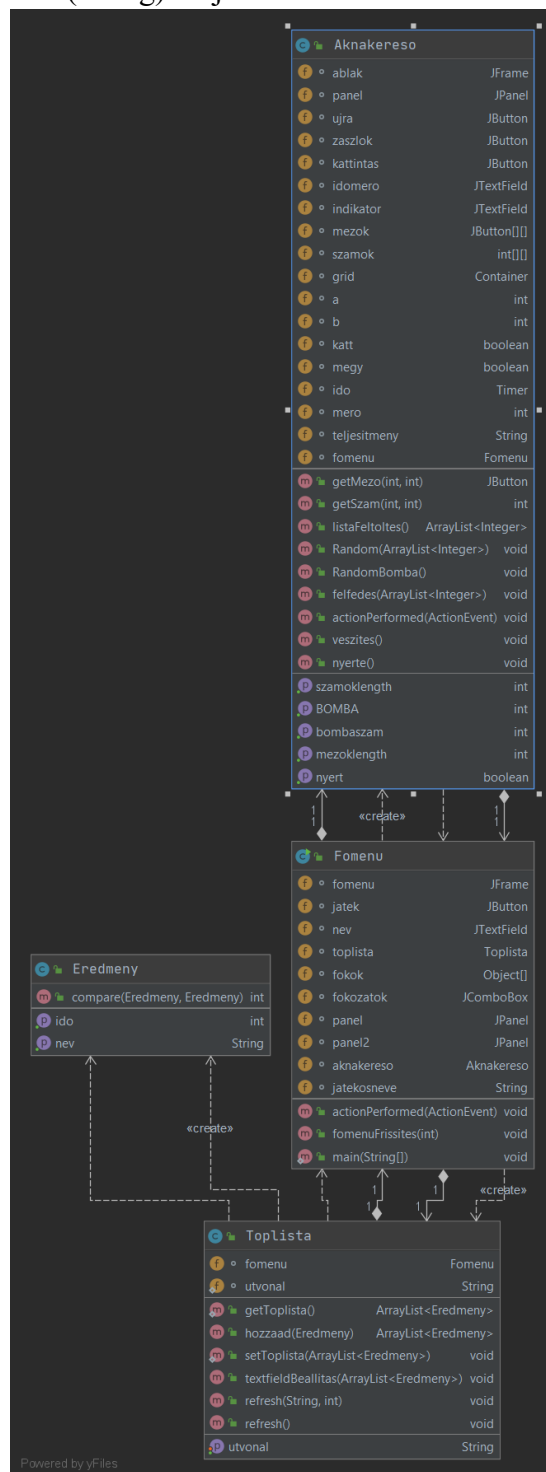 Aknakereso
ablak JFrame
panel JPanel
ujra JButton
zaszlok JButton
kattintas JButton
idomero JTextField
indikator JTextField
mezok JButton[][]
szamok int[][]
grid Container
a int
b int
katt boolean
megy boolean
ido Timer
mero int
teljesitmeny String
fomenu Fomenu
getMezo(int, int) JButton
getSzam(int, int) int
listaFeltoltes() ArrayList<Integer>
Random(ArrayList<Integer>) void
RandomBomba() void
felfedes(ArrayList<Integer>) void
actionPerformed(ActionEvent) void
veszites() void
nyerte() void
szamoklength int
BOMBA int
bombaszam int
mezoklength int
nyert boolean
1
1
«create»
1
1
Fomenu
fomenu JFrame
jatek JButton
nev JTextField
toplista Toplista
fokok Object[]
fokozatok JComboBox
panel JPanel
panel2 JPanel
aknakereso Aknakereso
jatekosneve String
actionPerformed(ActionEvent) void
fomenuFrissites(int) void
main(String[]) void
Eredmeny
compare(Eredmeny, Eredmeny) int
ido int
nev String
«create»
1
1
1
1
«create»
Toplista
fomenu Fomenu
utvonal String
getToplista() ArrayList<Eredmeny>
hozzaad(Eredmeny) ArrayList<Eredmeny>
setToplista(ArrayList<Eredmeny>) void
textfieldBeallitas(ArrayList<Eredmeny>) void
refresh(String, int) void
refresh() void
utvonal String
Powered by yFiles